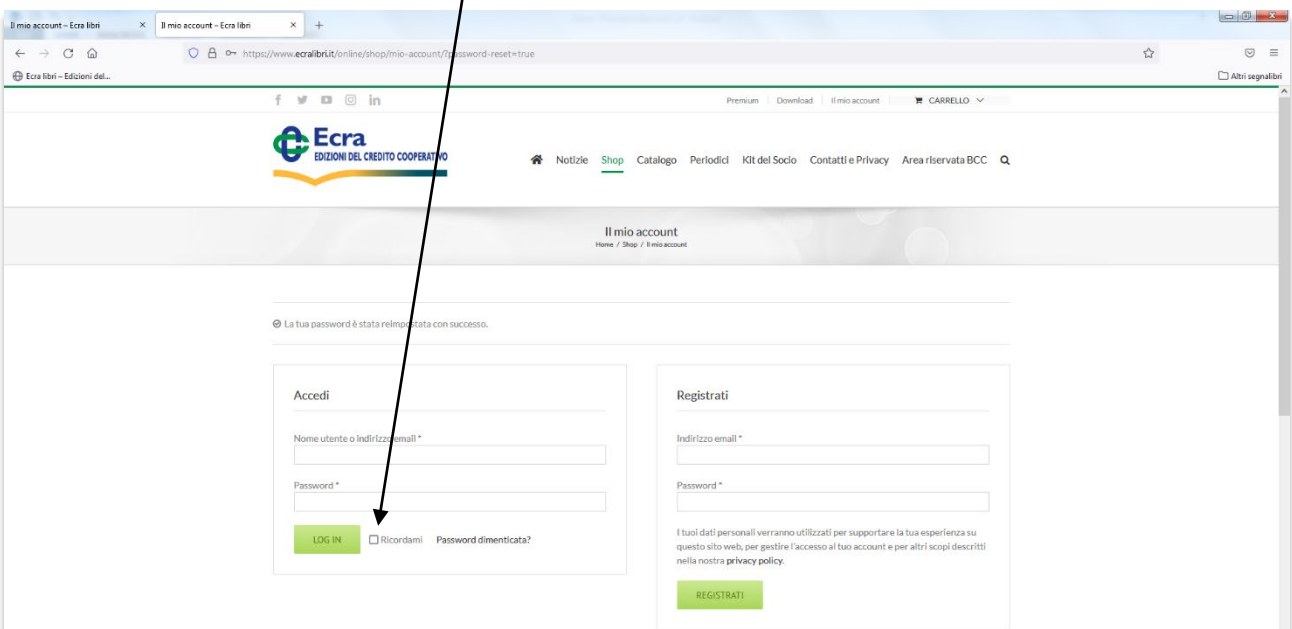 Il mio account – Ecra libri
Il mio account – Ecra libri
https://www.ecralibri.it/online/shop/mio-account/?password-reset=true
Ecra libri – Edizioni del...
Altri segnalibri
Premium Download Il mio account CARRELLO
Ecra
EDIZIONI DEL CREDITO COOPERATIVO
Notizie Shop Catalogo Periodici Kit del Socio Contatti e Privacy Area riservata BCC
Il mio account
Home / Shop / Il mio account
La tua password è stata reimpostata con successo.
Accedi
Nome utente o indirizzo email *
Password *
LOG IN Ricordami Password dimenticata?
Registrati
Indirizzo email *
Password *
I tuoi dati personali verranno utilizzati per supportare la tua esperienza su
questo sito web, per gestire l'accesso al tuo account e per altri scopi descritti
nella nostra privacy policy.
REGISTRATI